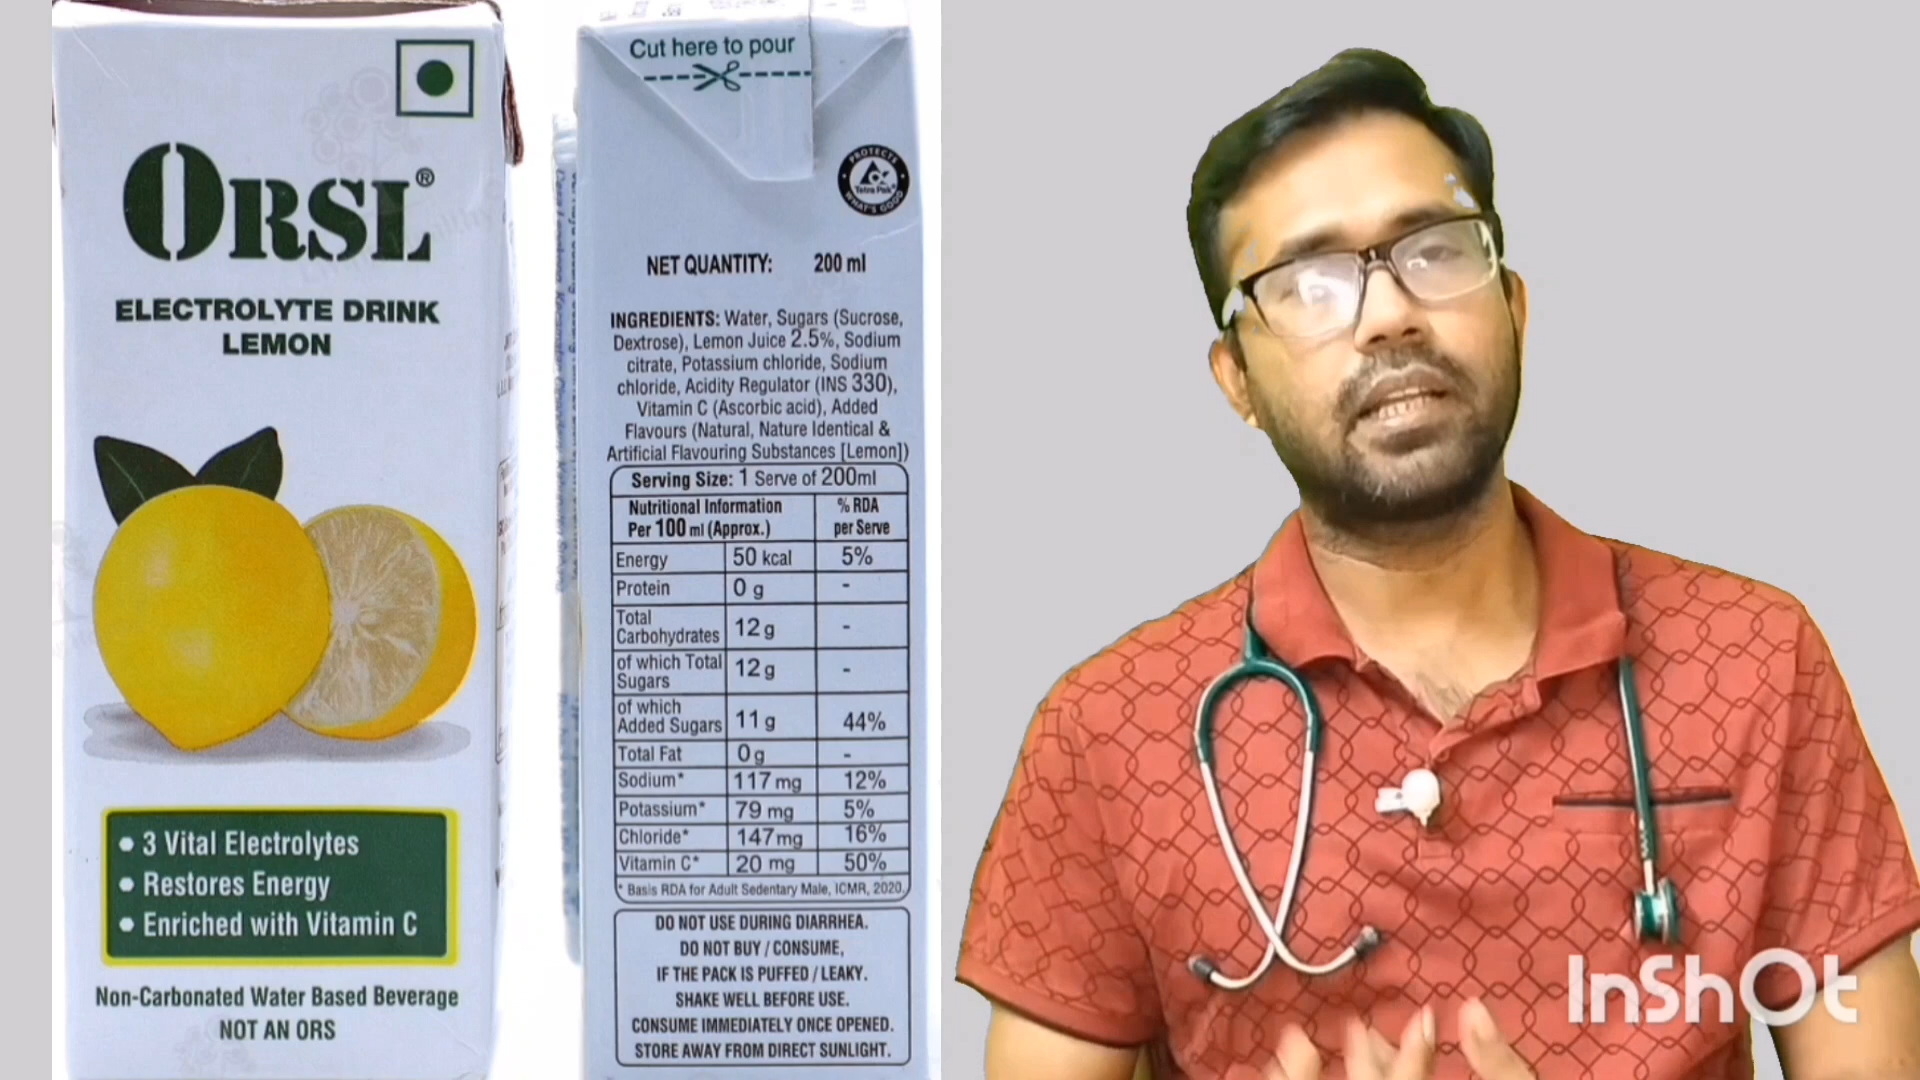 ORSL®
ELECTROLYTE DRINK
LEMON
• 3 Vital Electrolytes
• Restores Energy
• Enriched with Vitamin C
Non-Carbonated Water Based Beverage
NOT AN ORS
Cut here to pour
PROTECTS
Tetra Pak®
WHAT'S GOOD
NET QUANTITY: 200 ml
INGREDIENTS: Water, Sugars (Sucrose,
Dextrose), Lemon Juice 2.5%, Sodium
citrate, Potassium chloride, Sodium
chloride, Acidity Regulator (INS 330),
Vitamin C (Ascorbic acid), Added
Flavours (Natural, Nature Identical &
Artificial Flavouring Substances [Lemon])
Serving Size: 1 Serve of 200ml
Nutritional Information % RDA
Per 100 ml (Approx.) per Serve
Energy 50 kcal 5%
Protein 0 g -
Total
Carbohydrates 12 g -
of which Total
Sugars 12 g -
of which
Added Sugars 11 g 44%
Total Fat 0 g -
Sodium* 117 mg 12%
Potassium* 79 mg 5%
Chloride* 147 mg 16%
Vitamin C* 20 mg 50%
* Basis RDA for Adult Sedentary Male, ICMR, 2020.
DO NOT USE DURING DIARRHEA.
DO NOT BUY / CONSUME,
IF THE PACK IS PUFFED / LEAKY.
SHAKE WELL BEFORE USE.
CONSUME IMMEDIATELY ONCE OPENED.
STORE AWAY FROM DIRECT SUNLIGHT.
InShOt